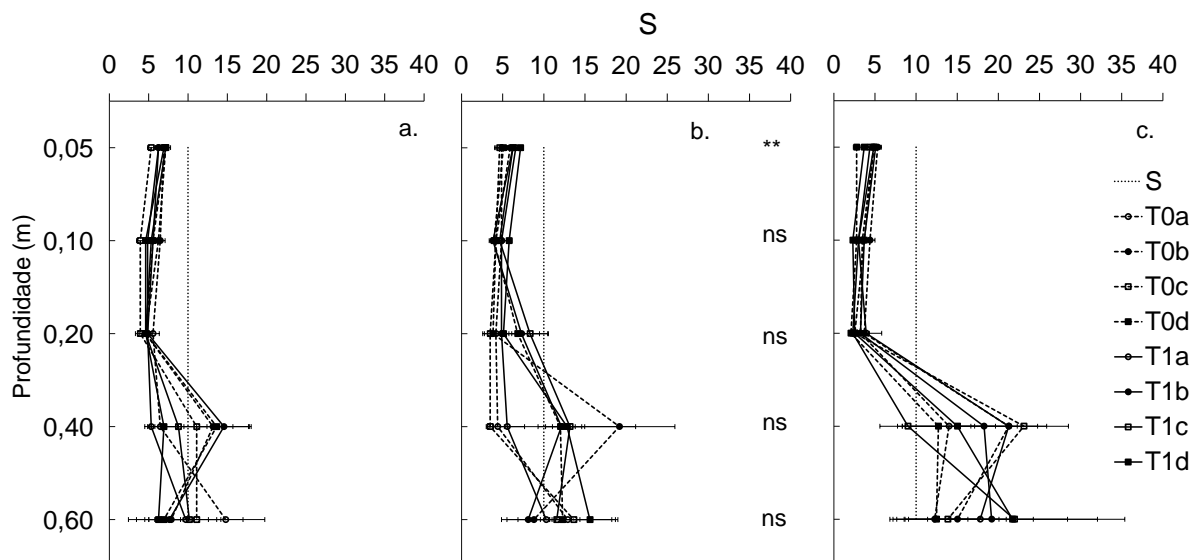 S
0 5 10 15 20 25 30 35 40
0 5 10 15 20 25 30 35 40
0 5 10 15 20 25 30 35 40
a.
b.
c.
Profundidade (m)
0,05
0,10
0,20
0,40
0,60
**
ns
ns
ns
ns
S
T0a
T0b
T0c
T0d
T1a
T1b
T1c
T1d